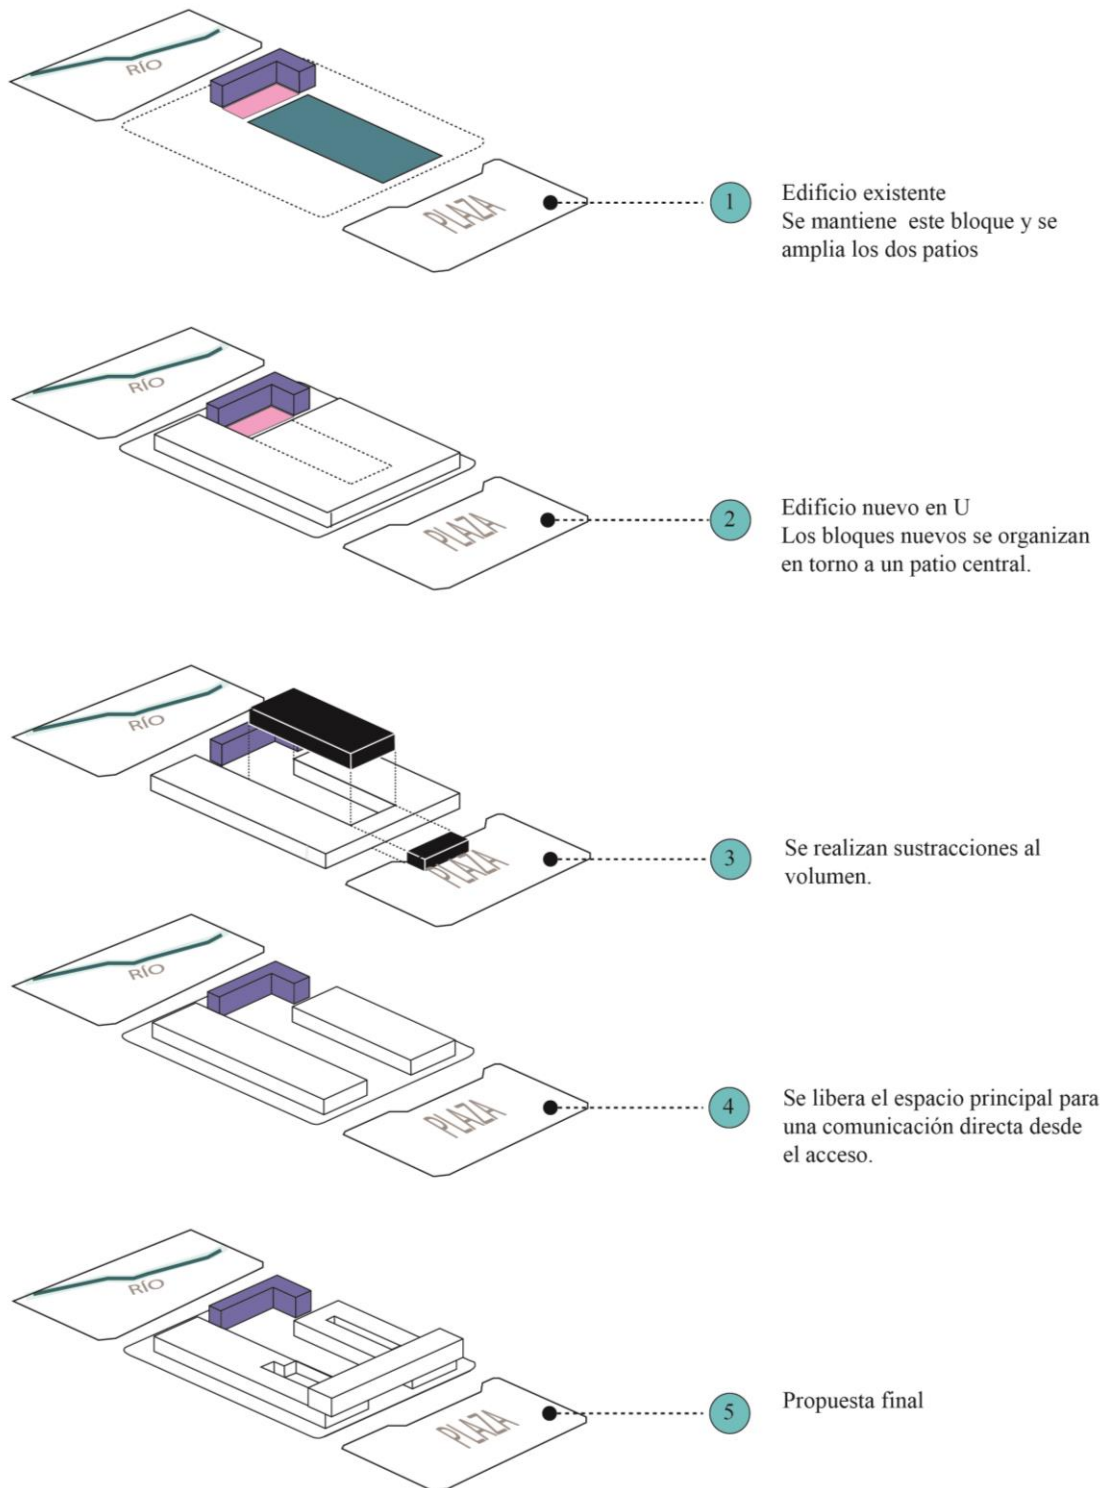 RÍO
PLAZA
1
Edificio existente
Se mantiene este bloque y se
amplia los dos patios
RÍO
PLAZA
2
Edificio nuevo en U
Los bloques nuevos se organizan
en torno a un patio central.
RÍO
PLAZA
3
Se realizan sustracciones al
volumen.
RÍO
PLAZA
4
Se libera el espacio principal para
una comunicación directa desde
el acceso.
RÍO
PLAZA
5
Propuesta final